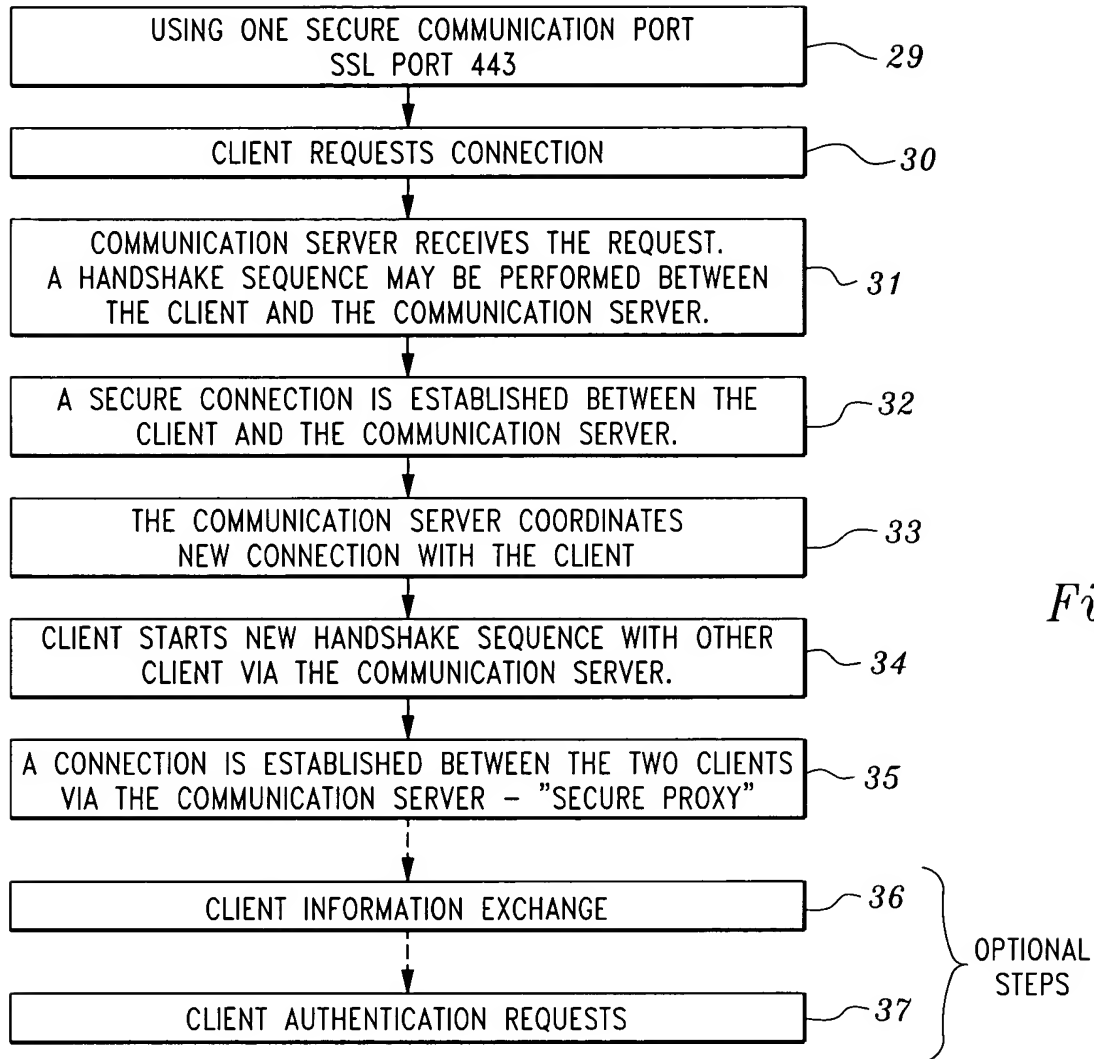 USING ONE SECURE COMMUNICATION PORT
SSL PORT 443
29
CLIENT REQUESTS CONNECTION
30
COMMUNICATION SERVER RECEIVES THE REQUEST.
A HANDSHAKE SEQUENCE MAY BE PERFORMED BETWEEN
THE CLIENT AND THE COMMUNICATION SERVER.
31
A SECURE CONNECTION IS ESTABLISHED BETWEEN THE
CLIENT AND THE COMMUNICATION SERVER.
32
THE COMMUNICATION SERVER COORDINATES
NEW CONNECTION WITH THE CLIENT
33
CLIENT STARTS NEW HANDSHAKE SEQUENCE WITH OTHER
CLIENT VIA THE COMMUNICATION SERVER.
34
A CONNECTION IS ESTABLISHED BETWEEN THE TWO CLIENTS
VIA THE COMMUNICATION SERVER – "SECURE PROXY"
35
CLIENT INFORMATION EXCHANGE
36
CLIENT AUTHENTICATION REQUESTS
37
OPTIONAL
STEPS